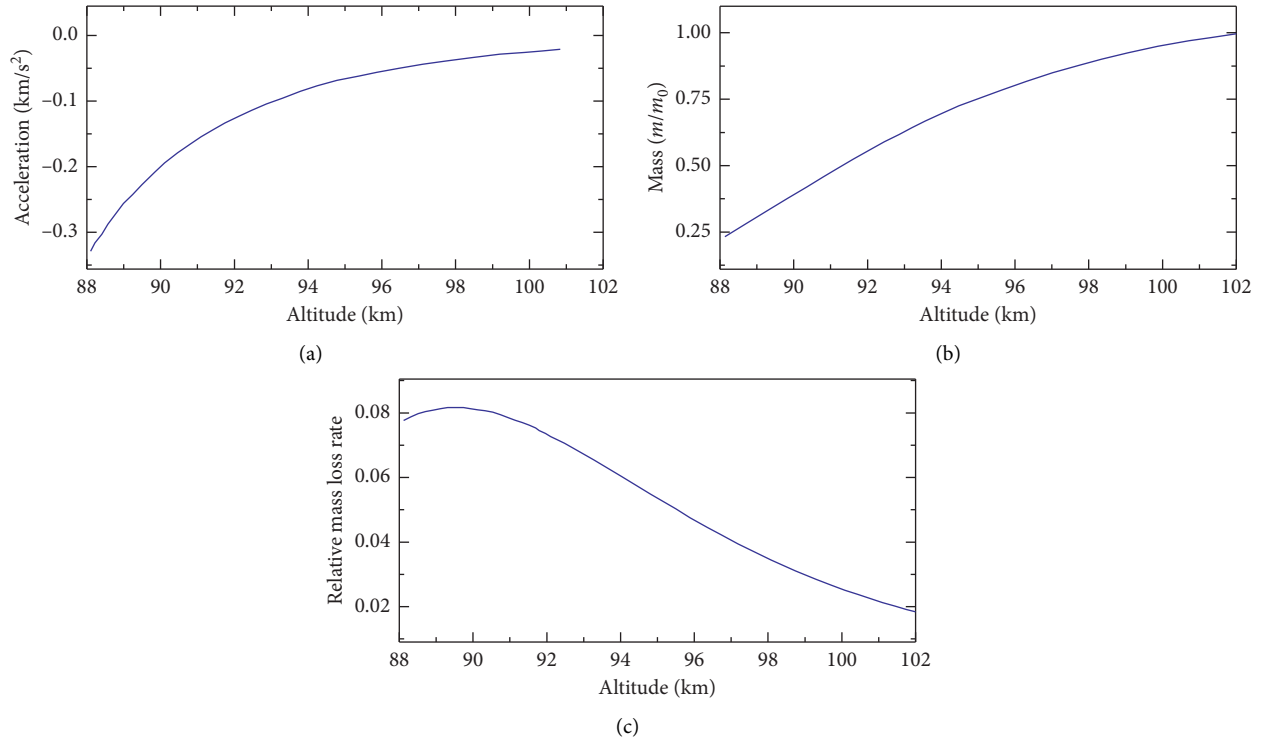 0.0
−0.1
−0.2
−0.3
Acceleration (km/s²)
88 90 92 94 96 98 100 102
Altitude (km)
(a)
1.00
0.75
0.50
0.25
Mass (m/m₀)
88 90 92 94 96 98 100 102
Altitude (km)
(b)
0.08
0.06
0.04
0.02
Relative mass loss rate
88 90 92 94 96 98 100 102
Altitude (km)
(c)